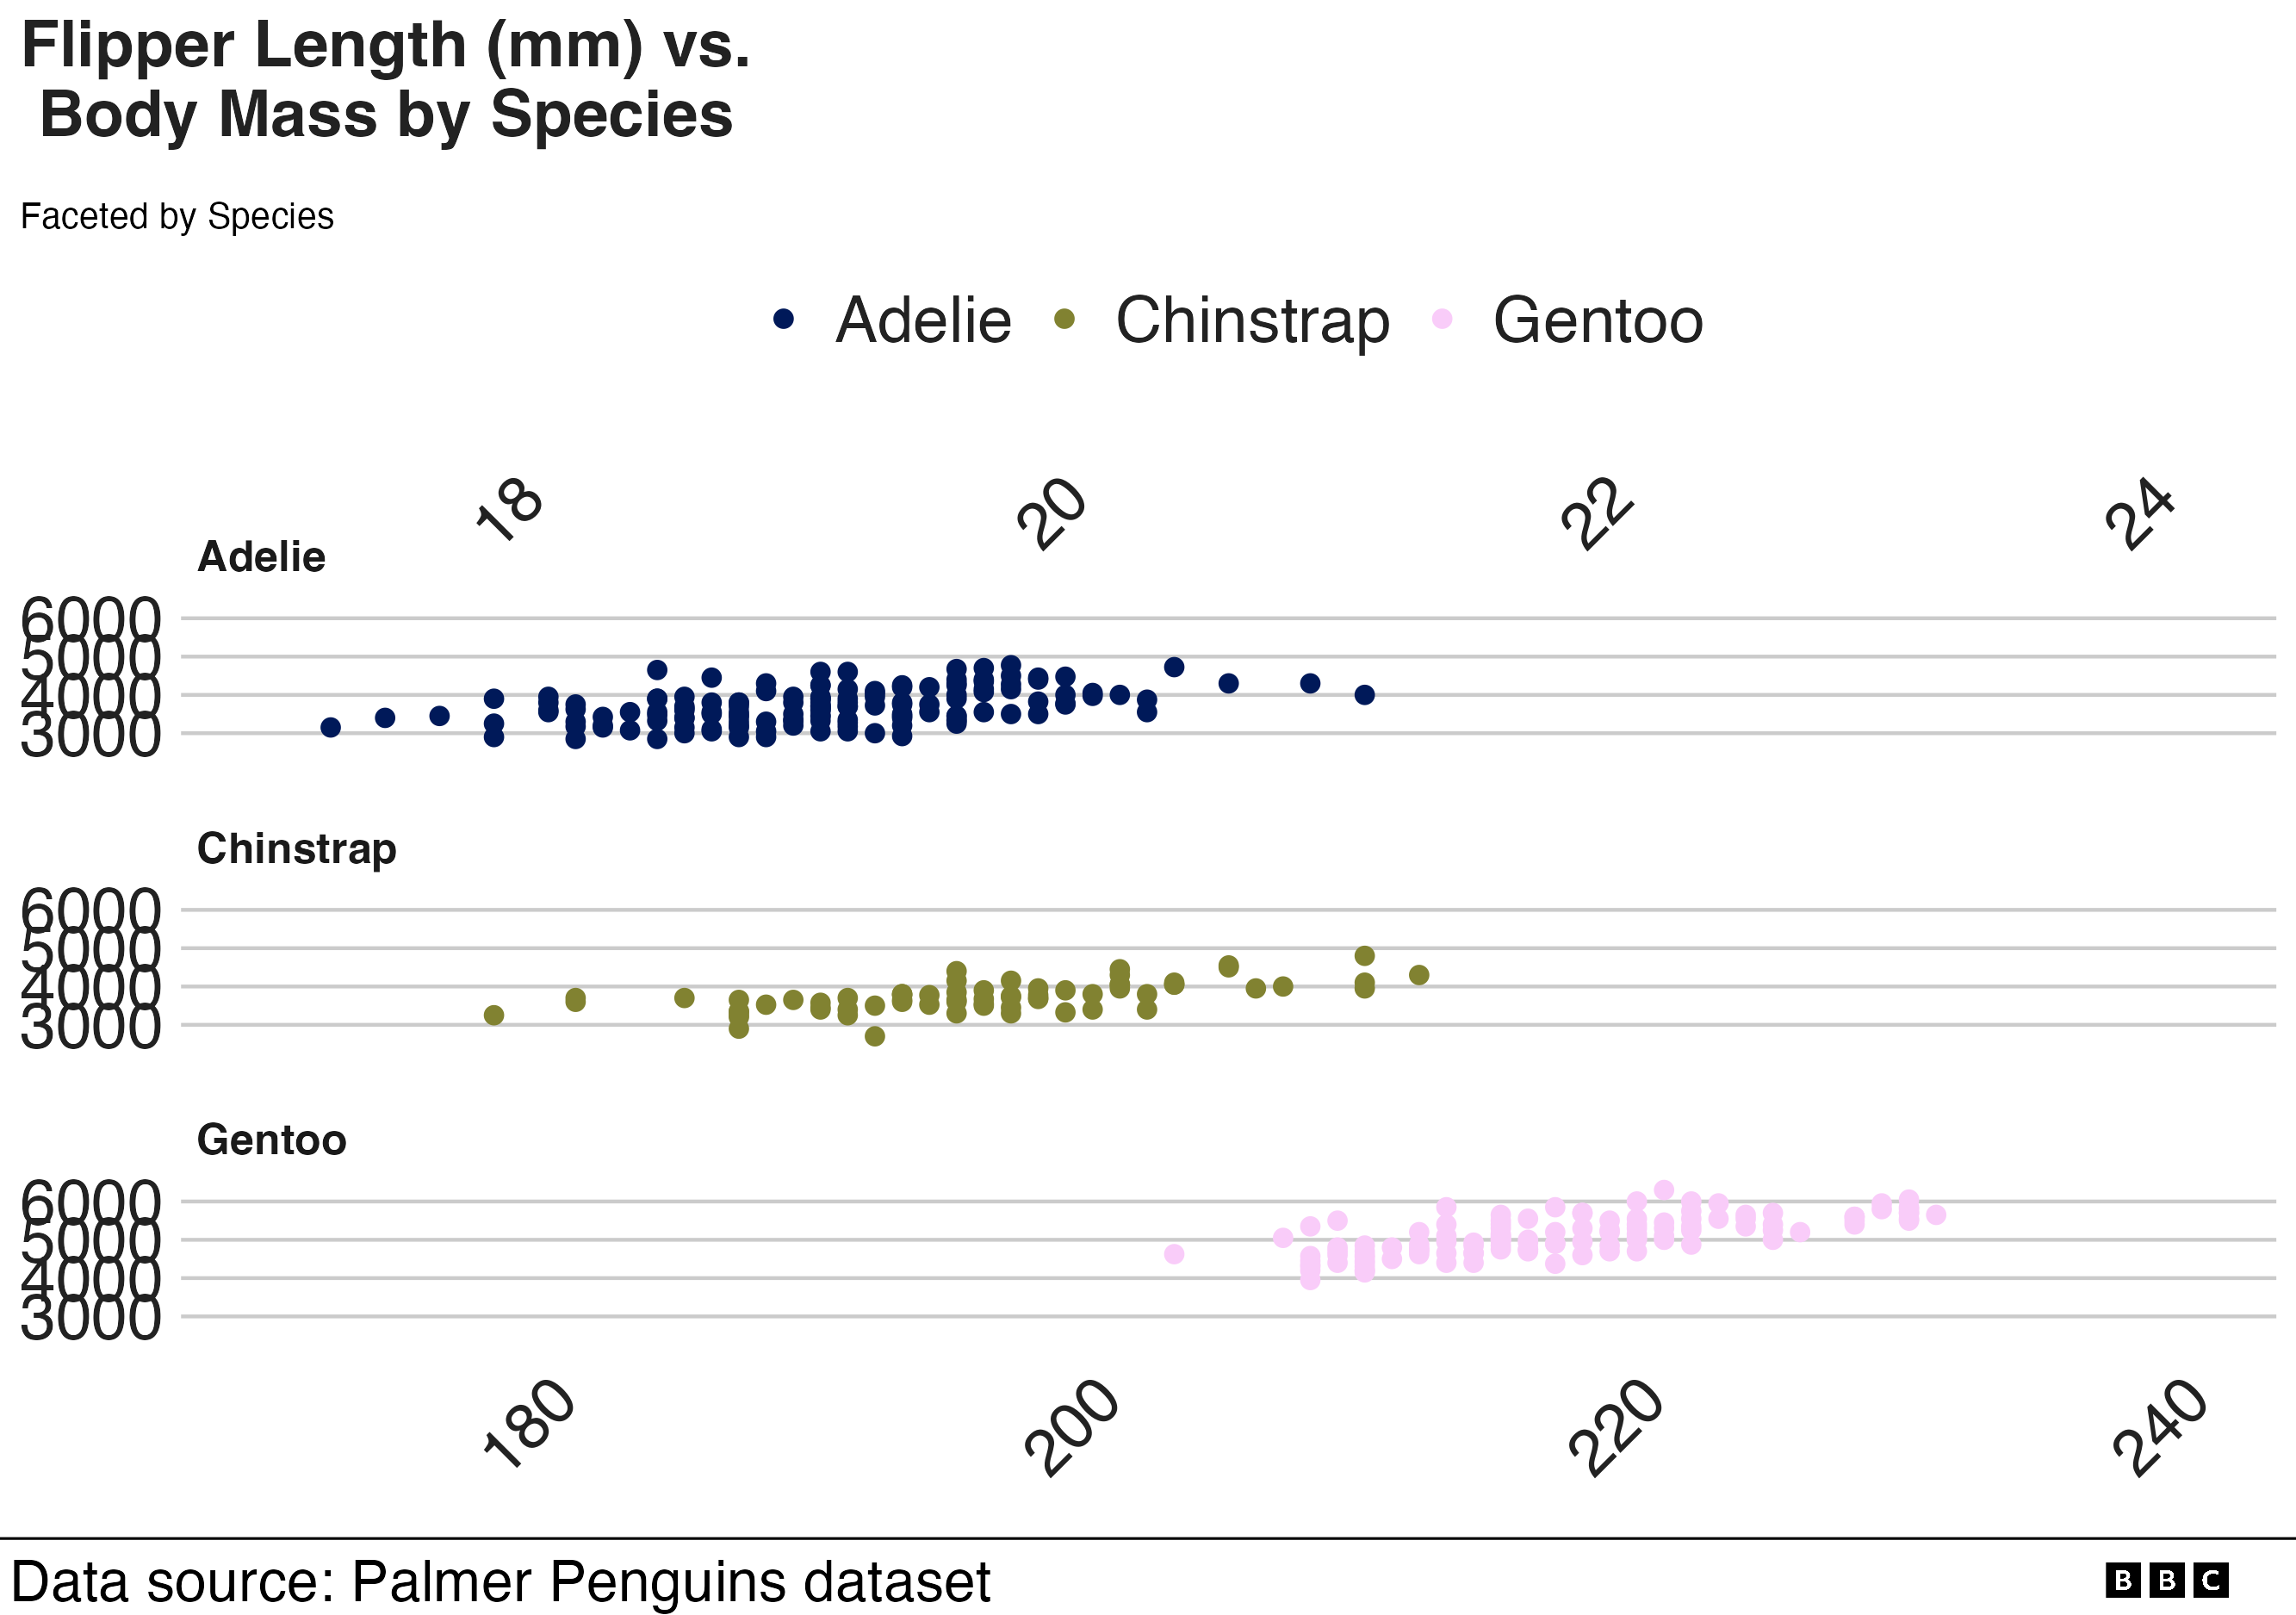 Flipper Length (mm) vs.
Body Mass by Species
Faceted by Species
Adelie Chinstrap Gentoo
18 20 22 24
Adelie
6000
5000
4000
3000
Chinstrap
6000
5000
4000
3000
Gentoo
6000
5000
4000
3000
180 200 220 240
Data source: Palmer Penguins dataset
BBC